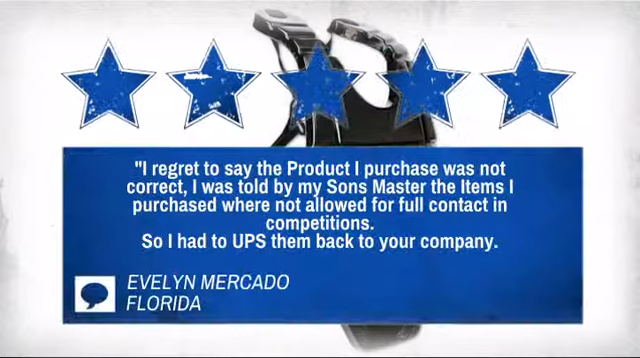 "I regret to say the Product I purchase was not
correct, I was told by my Sons Master the Items I
purchased where not allowed for full contact in
competitions.
So I had to UPS them back to your company.
EVELYN MERCADO
FLORIDA